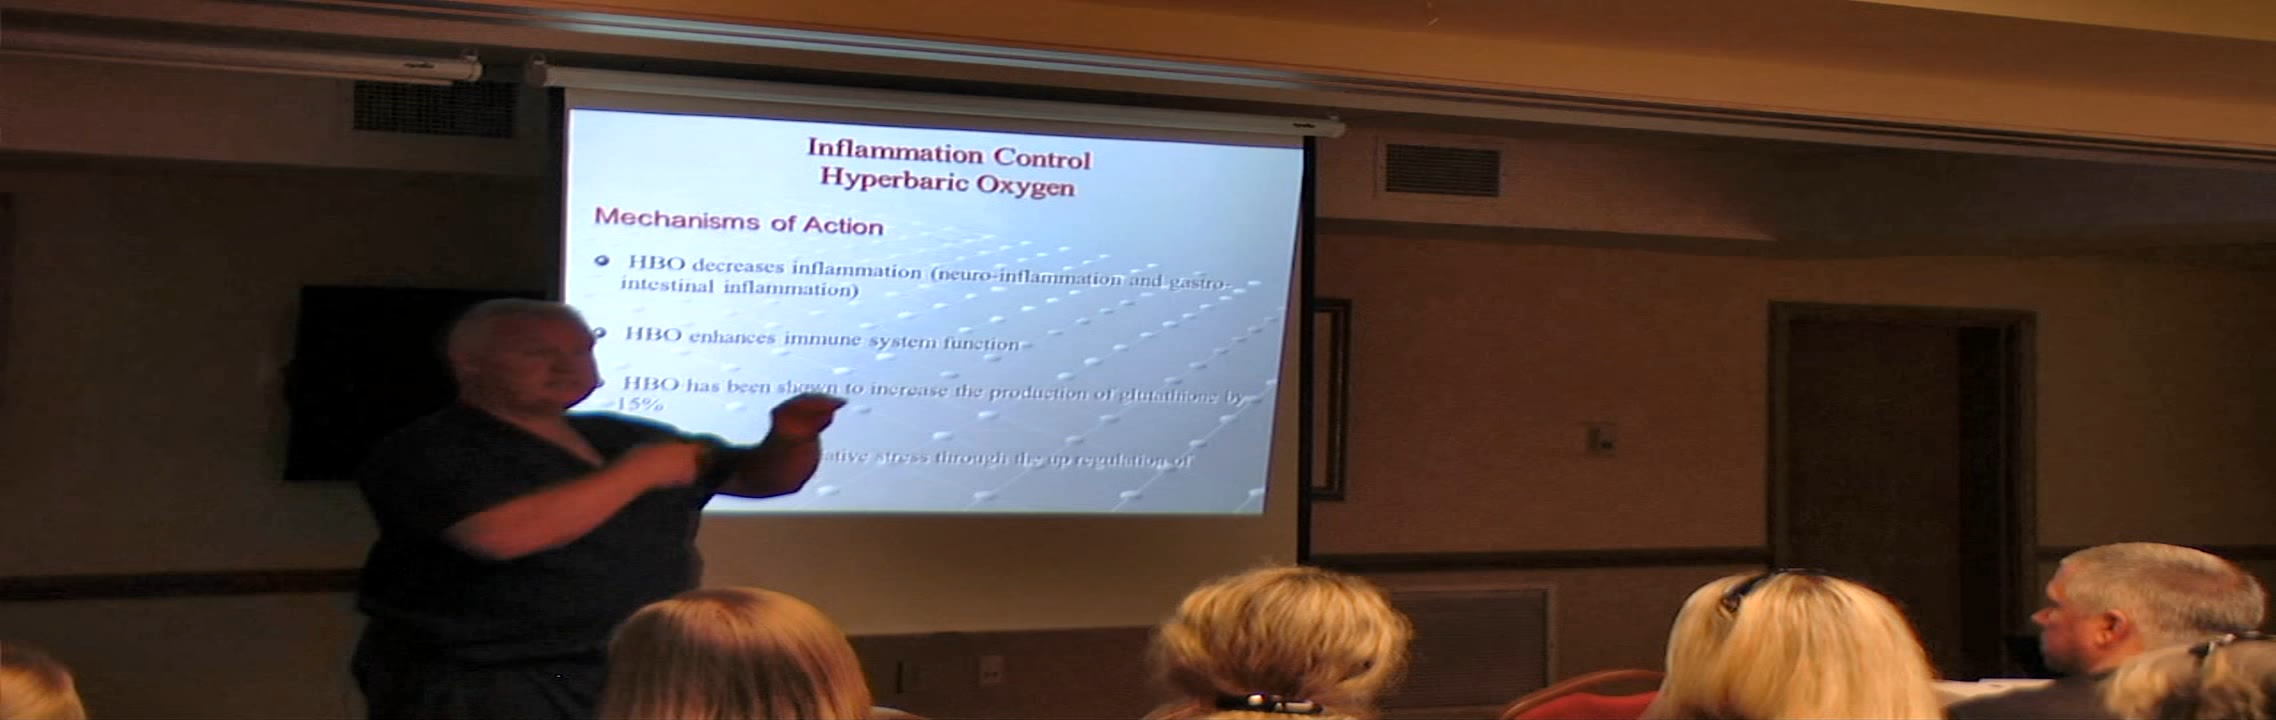 Inflammation Control
Hyperbaric Oxygen
Mechanisms of Action
HBO decreases inflammation (neuro-inflammation and gastro-
intestinal inflammation)
HBO enhances immune system function
HBO has been shown to increase the production of glutathione by
15%
stress through the up regulation of